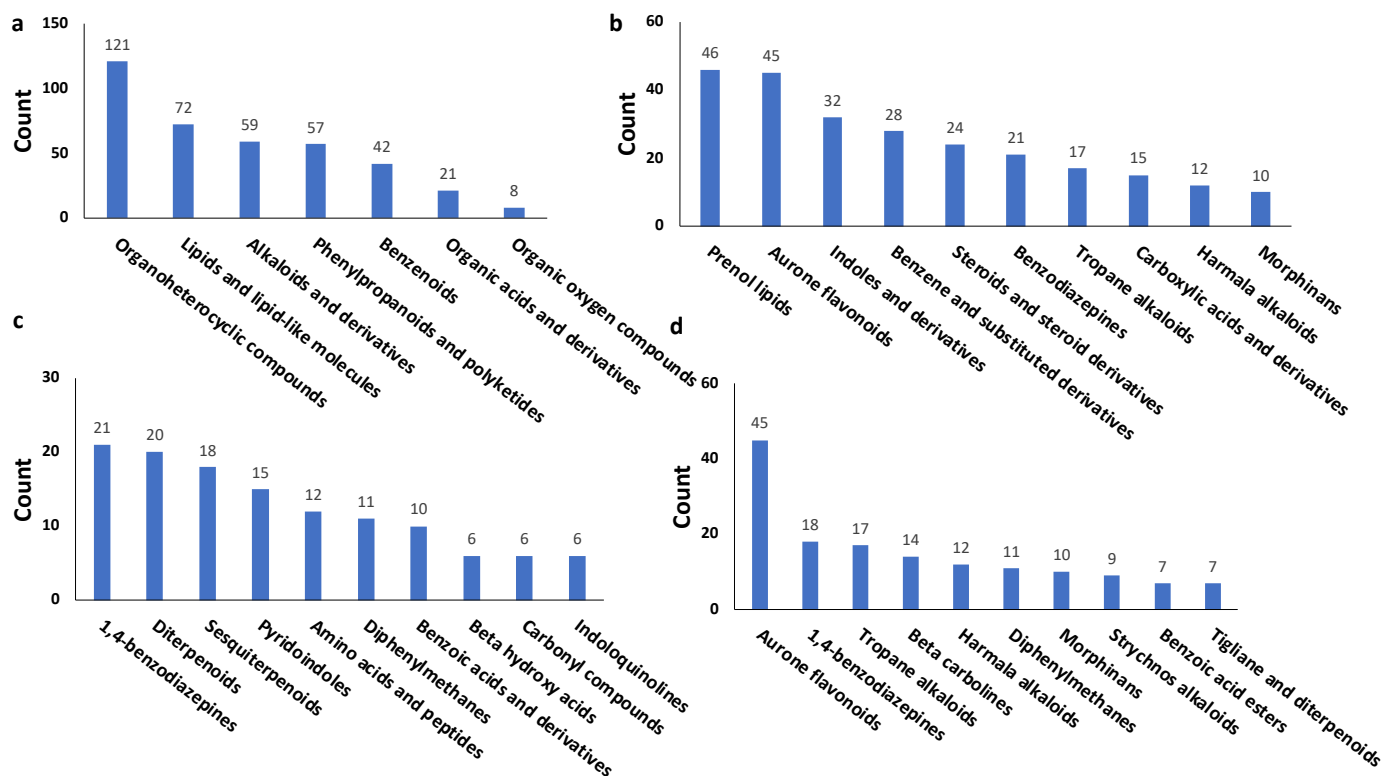 a
Count
150
100
50
0
121
72
59
57
42
21
8
Organoheterocyclic compounds
Lipids and lipid-like molecules
Alkaloids and derivatives
Phenylpropanoids and polyketides
Benzenoids
Organic acids and derivatives
Organic oxygen compounds
b
Count
60
40
20
0
46
45
32
28
24
21
17
15
12
10
Prenol lipids
Aurone flavonoids
Indoles and derivatives
Benzene and substituted derivatives
Steroids and steroid derivatives
Benzodiazepines
Tropane alkaloids
Carboxylic acids and derivatives
Harmala alkaloids
Morphinans
c
Count
30
20
10
0
21
20
18
15
12
11
10
6
6
6
1,4-benzodiazepines
Diterpenoids
Sesquiterpenoids
Pyridoindoles
Amino acids and peptides
Diphenylmethanes
Benzoic acids and derivatives
Beta hydroxy acids
Carbonyl compounds
Indoloquinolines
d
Count
60
40
20
0
45
18
17
14
12
11
10
9
7
7
Aurone flavonoids
1,4-benzodiazepines
Tropane alkaloids
Beta carbolines
Harmala alkaloids
Diphenylmethanes
Morphinans
Strychnos alkaloids
Benzoic acid esters
Tigliane and diterpenoids